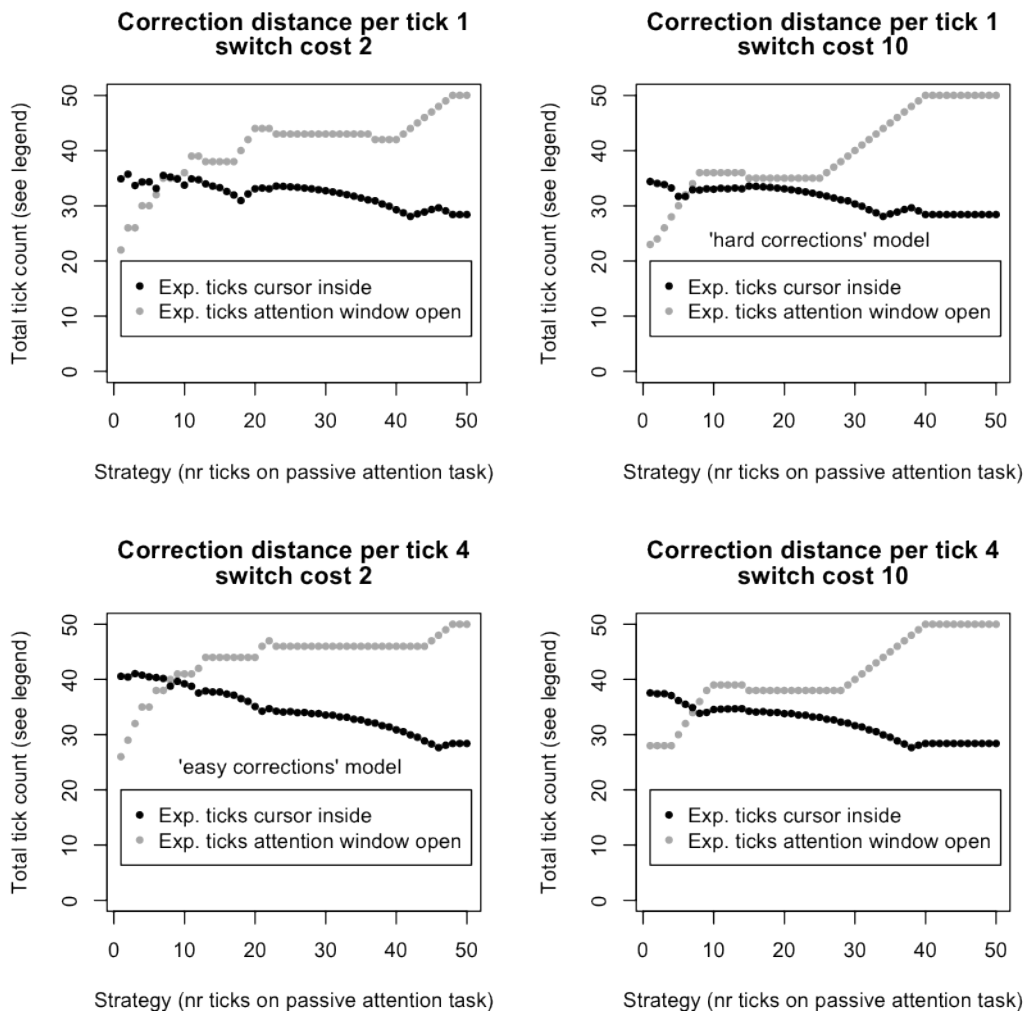 Correction distance per tick 1
switch cost 2
Total tick count (see legend)
50
40
30
20
10
0
Exp. ticks cursor inside
Exp. ticks attention window open
0 10 20 30 40 50
Strategy (nr ticks on passive attention task)
Correction distance per tick 1
switch cost 10
Total tick count (see legend)
50
40
30
20
10
0
'hard corrections' model
Exp. ticks cursor inside
Exp. ticks attention window open
0 10 20 30 40 50
Strategy (nr ticks on passive attention task)
Correction distance per tick 4
switch cost 2
Total tick count (see legend)
50
40
30
20
10
0
'easy corrections' model
Exp. ticks cursor inside
Exp. ticks attention window open
0 10 20 30 40 50
Strategy (nr ticks on passive attention task)
Correction distance per tick 4
switch cost 10
Total tick count (see legend)
50
40
30
20
10
0
Exp. ticks cursor inside
Exp. ticks attention window open
0 10 20 30 40 50
Strategy (nr ticks on passive attention task)